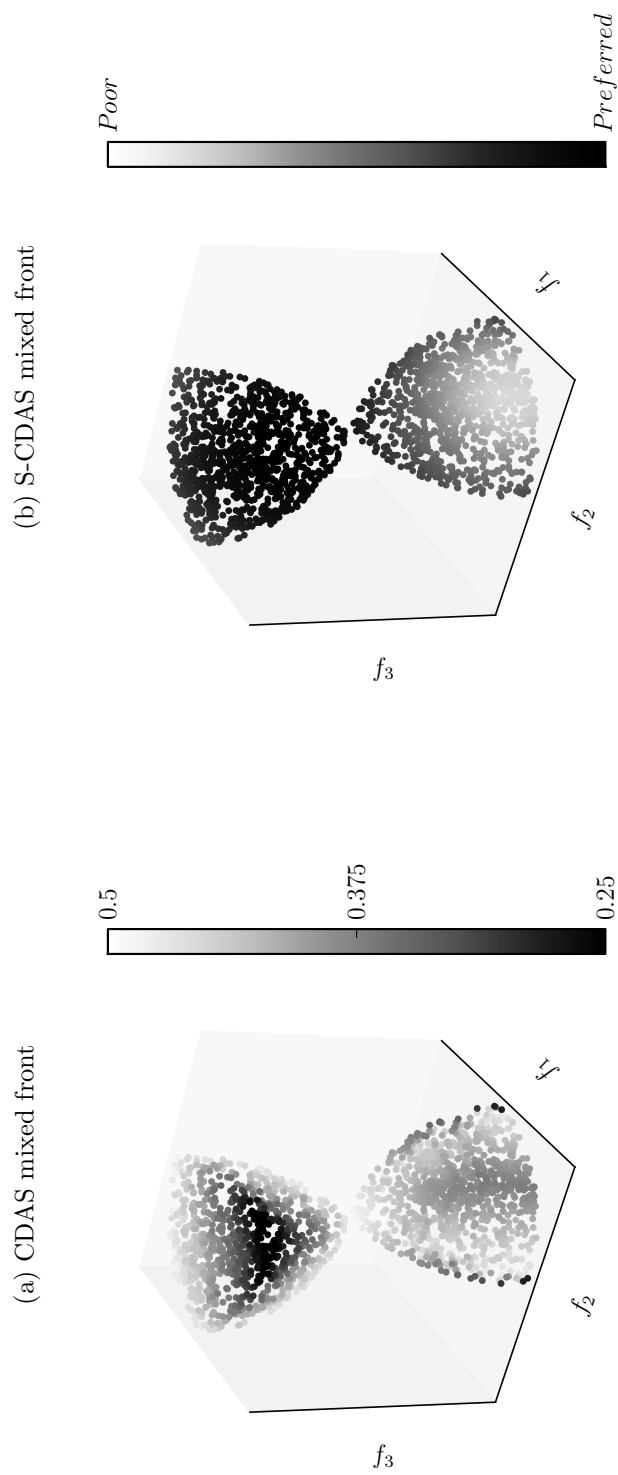 (a) CDAS mixed front
f₃
f₂
f₁
0.5
0.375
0.25
(b) S-CDAS mixed front
f₃
f₂
f₁
Poor
Preferred